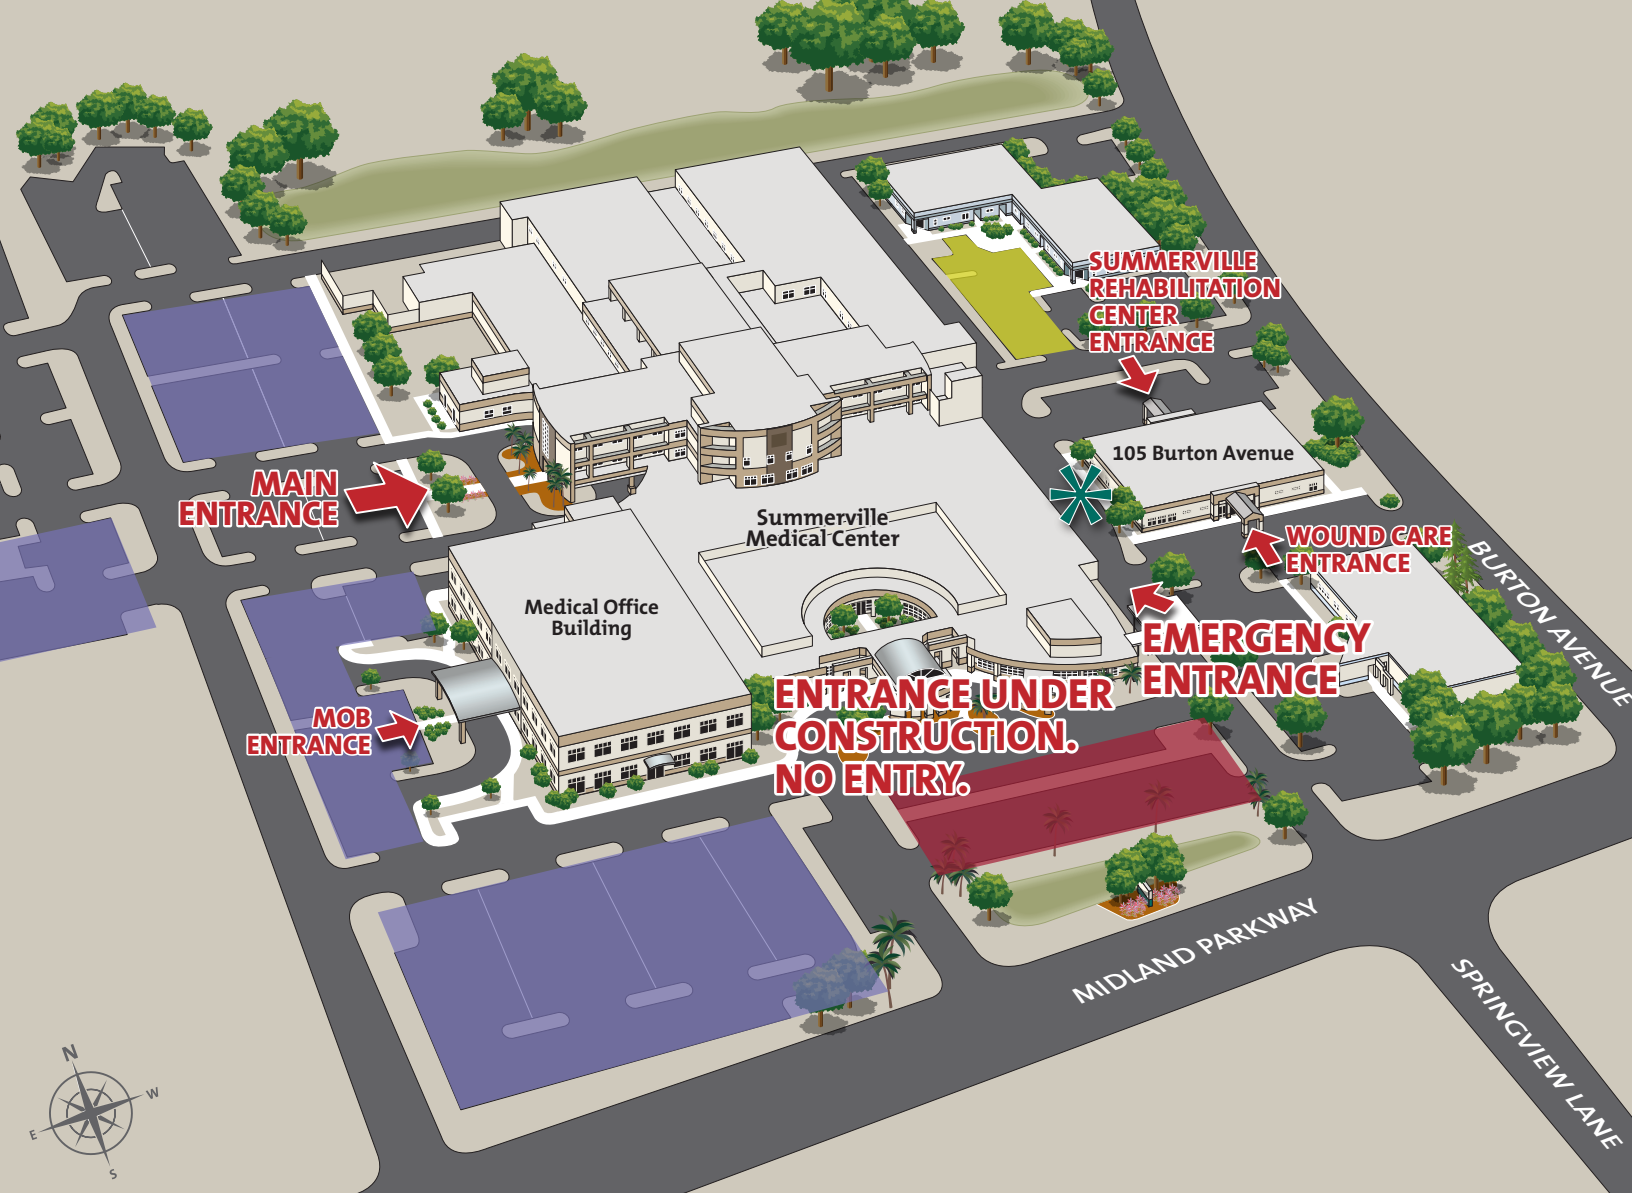 SUMMERVILLE
REHABILITATION
CENTER
ENTRANCE
105 Burton Avenue
MAIN
ENTRANCE
Summerville
Medical Center
WOUND CARE
ENTRANCE
BURTON AVENUE
Medical Office
Building
EMERGENCY
ENTRANCE
ENTRANCE UNDER
CONSTRUCTION.
NO ENTRY.
MOB
ENTRANCE
MIDLAND PARKWAY
SPRINGVIEW LANE
N
W
E
S